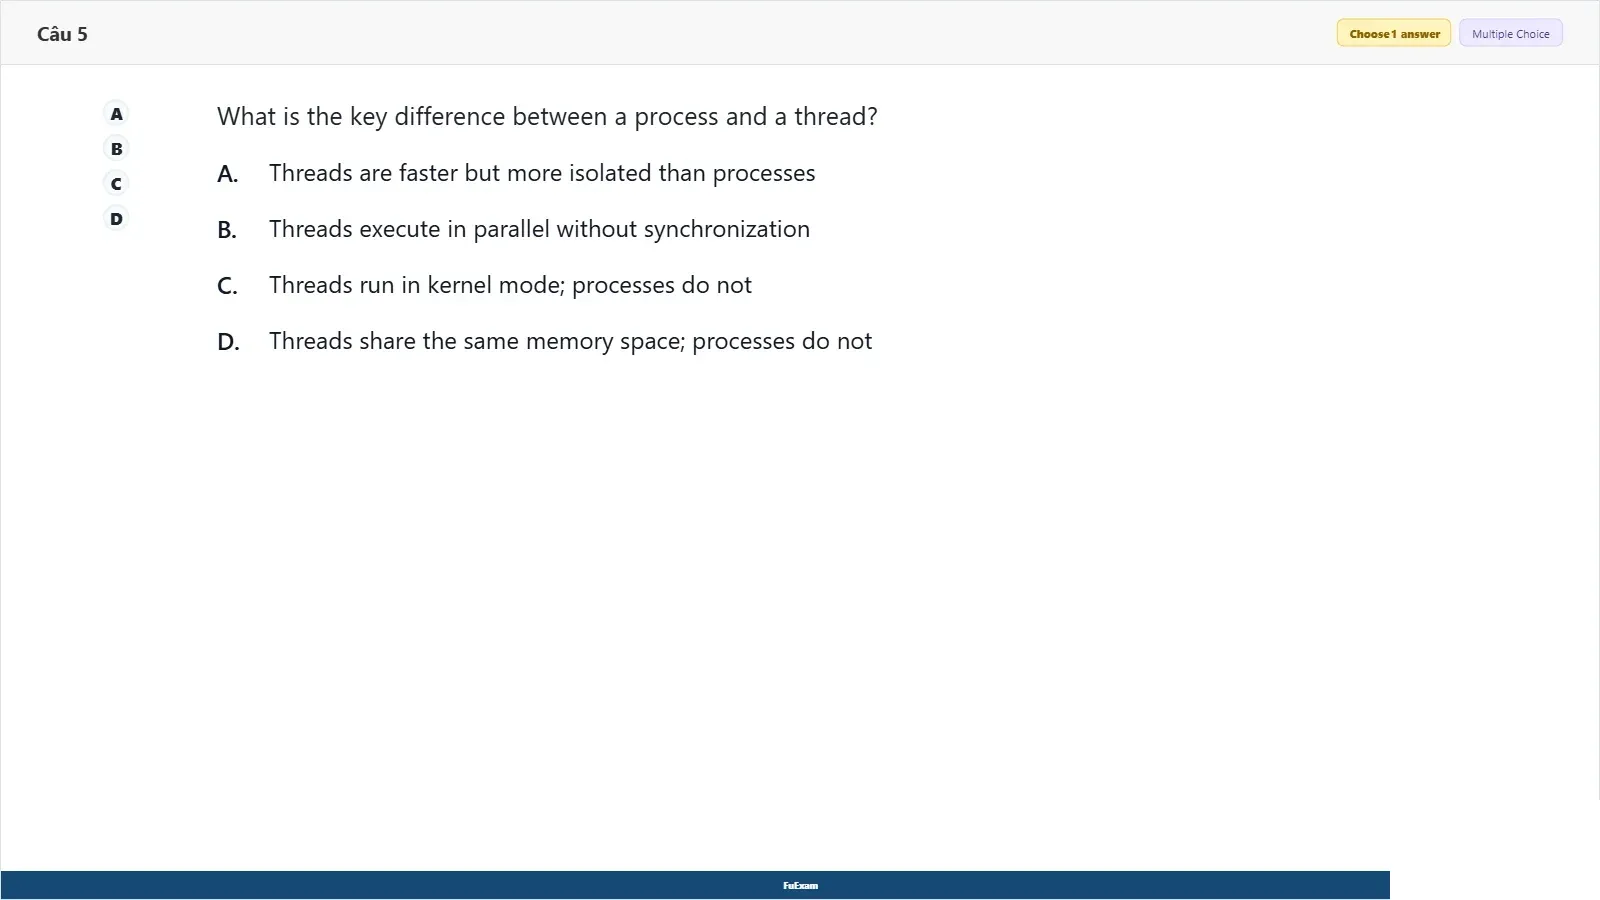 Câu 5
Choose1 answer
Multiple Choice
A
B
C
D
What is the key difference between a process and a thread?
A. Threads are faster but more isolated than processes
B. Threads execute in parallel without synchronization
C. Threads run in kernel mode; processes do not
D. Threads share the same memory space; processes do not
FuExam